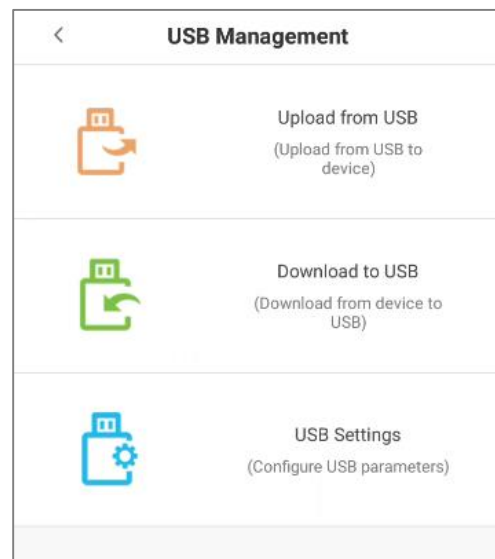 USB Management
Upload from USB
(Upload from USB to
device)
Download to USB
(Download from device to
USB)
USB Settings
(Configure USB parameters)